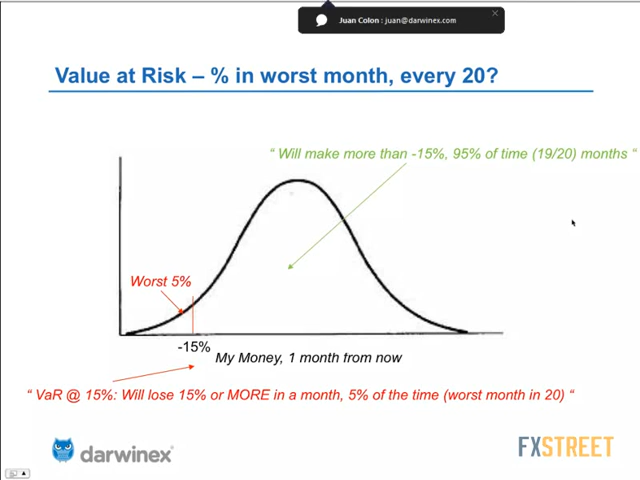 Juan Colon : juan@darwinex.com
Value at Risk – % in worst month, every 20?
“ Will make more than -15%, 95% of time (19/20) months “
Worst 5%
-15%
My Money, 1 month from now
“ VaR @ 15%: Will lose 15% or MORE in a month, 5% of the time (worst month in 20) “
darwinex
FXSTREET